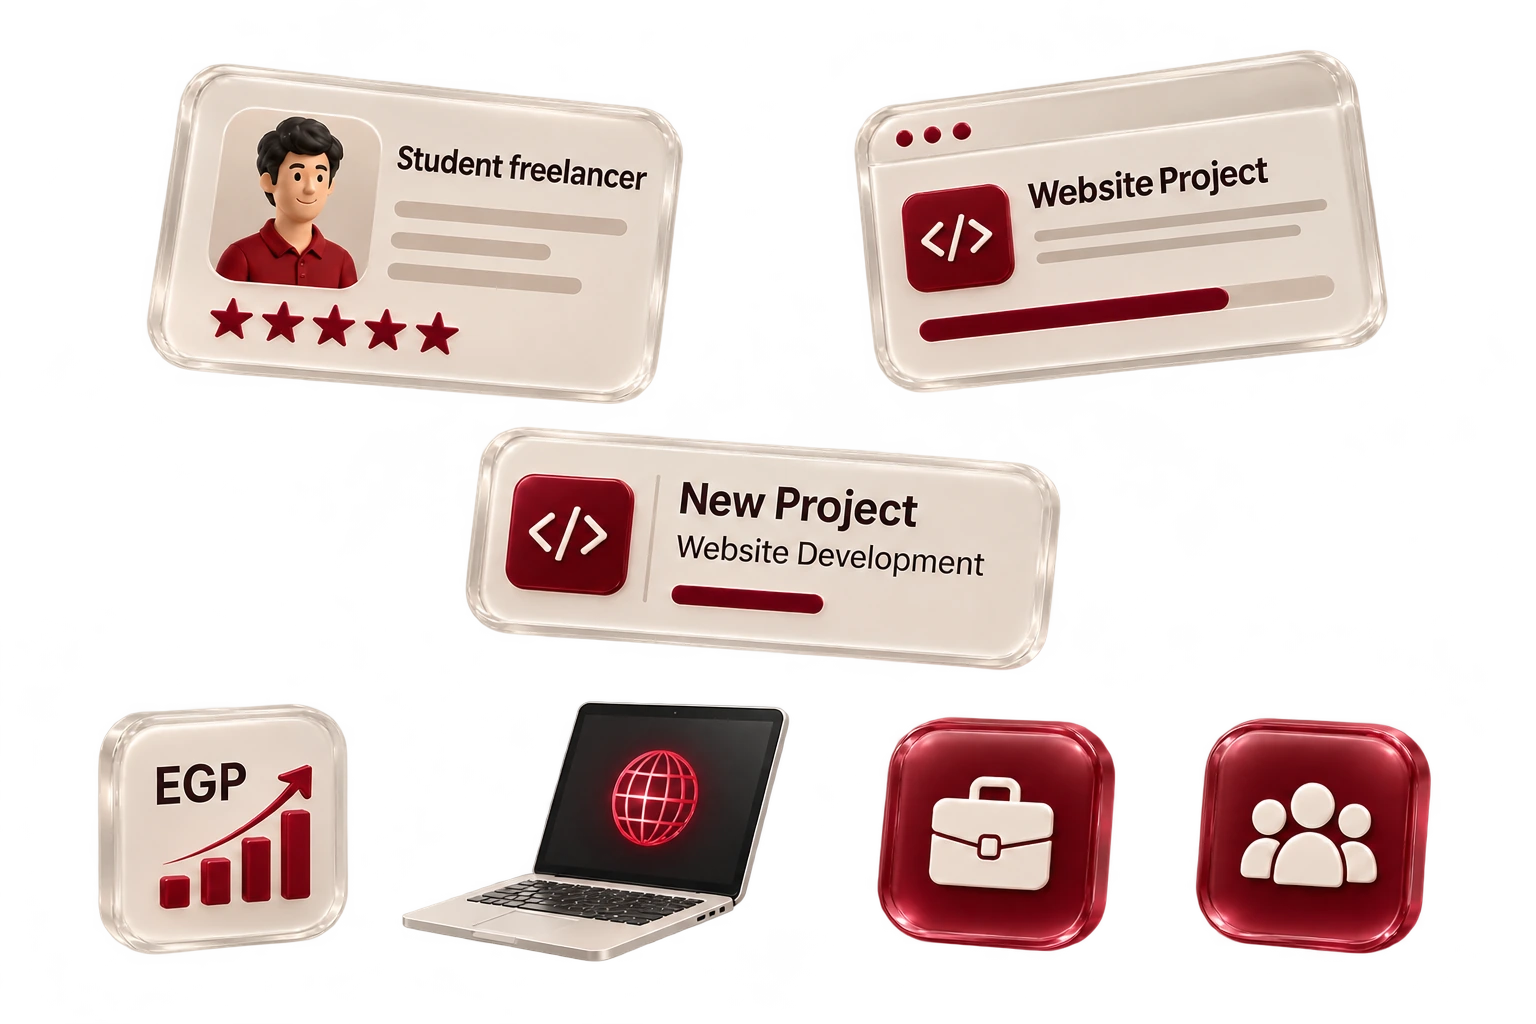 Student freelancer
Website Project
</>
</>
New Project
Website Development
EGP